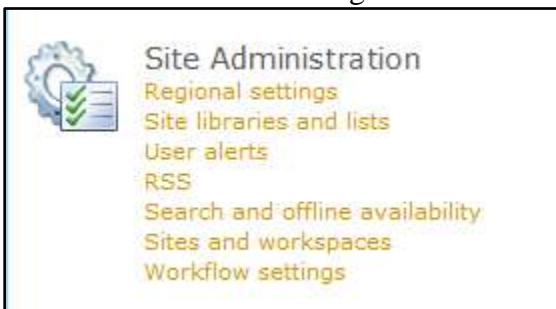 Site Administration
Regional settings
Site libraries and lists
User alerts
RSS
Search and offline availability
Sites and workspaces
Workflow settings